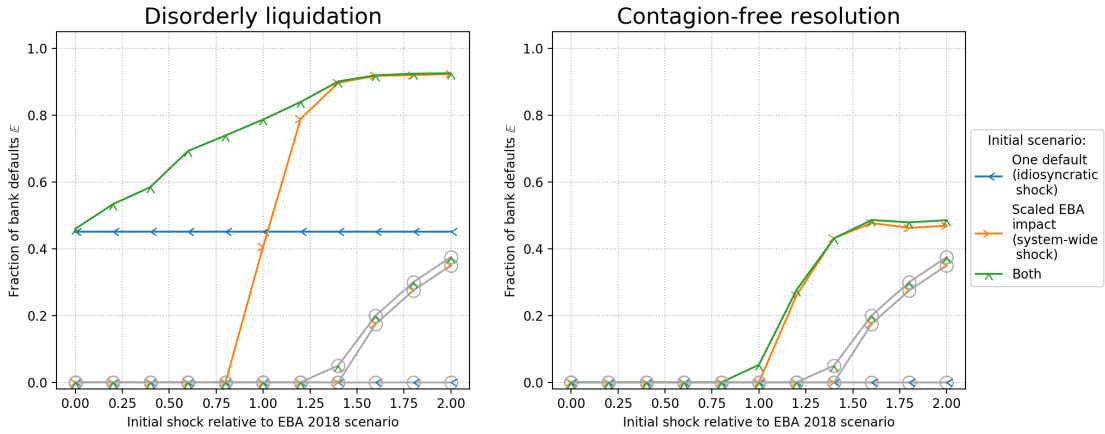 Disorderly liquidation
1.0
0.8
0.6
0.4
0.2
0.0
Fraction of bank defaults 𝔼
0.00 0.25 0.50 0.75 1.00 1.25 1.50 1.75 2.00
Initial shock relative to EBA 2018 scenario
Contagion-free resolution
1.0
0.8
0.6
0.4
0.2
0.0
Fraction of bank defaults 𝔼
0.00 0.25 0.50 0.75 1.00 1.25 1.50 1.75 2.00
Initial shock relative to EBA 2018 scenario
Initial scenario:
One default
(idiosyncratic
shock)
Scaled EBA
impact
(system-wide
shock)
Both